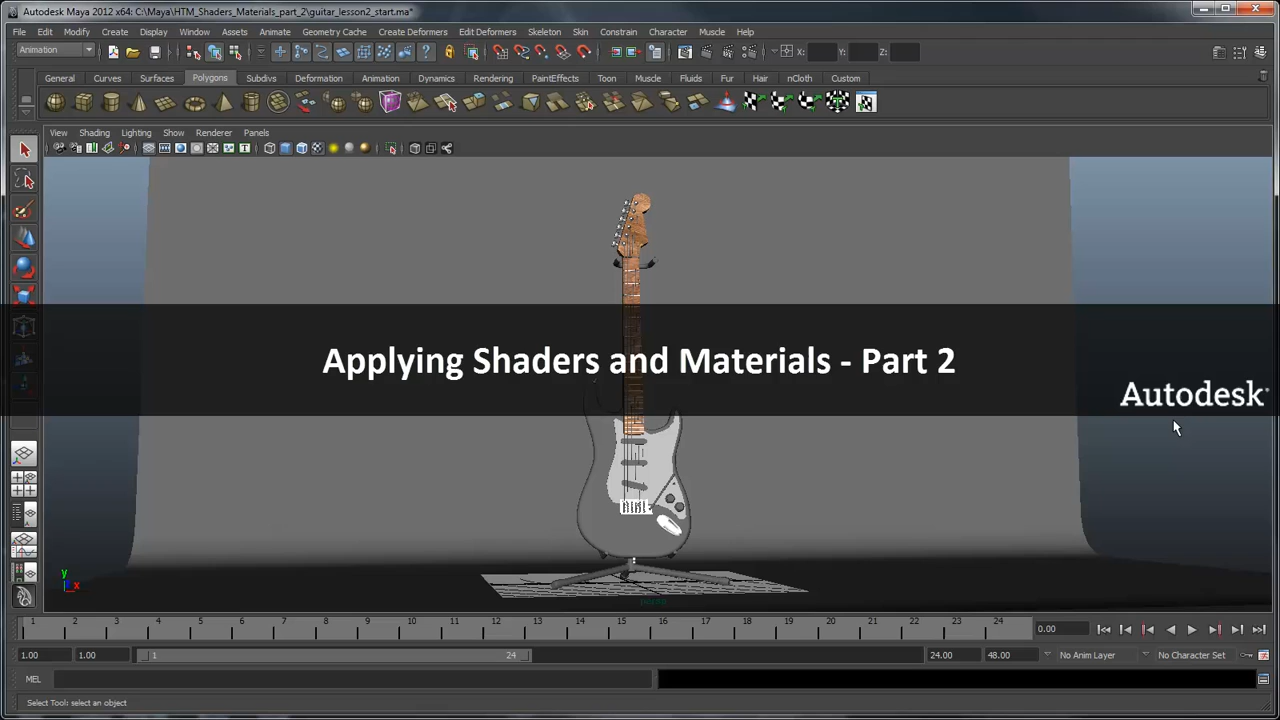 Autodesk Maya 2012 x64: C:\Maya\HTM_Shaders_Materials_part_2\guitar_lesson2_start.ma*
File Edit Modify Create Display Window Assets Animate Geometry Cache Create Deformers Edit Deformers Skeleton Skin Constrain Character Muscle Help
Animation X: Y: Z:
General Curves Surfaces Polygons Subdivs Deformation Animation Dynamics Rendering PaintEffects Toon Muscle Fluids Fur Hair nCloth Custom
View Shading Lighting Show Renderer Panels
Applying Shaders and Materials - Part 2
Autodesk
y
x
persp
1 2 3 4 5 6 7 8 9 10 11 12 13 14 15 16 17 18 19 20 21 22 23 24 0.00
1.00 1.00 1 24 24.00 48.00 No Anim Layer No Character Set
MEL
Select Tool: select an object